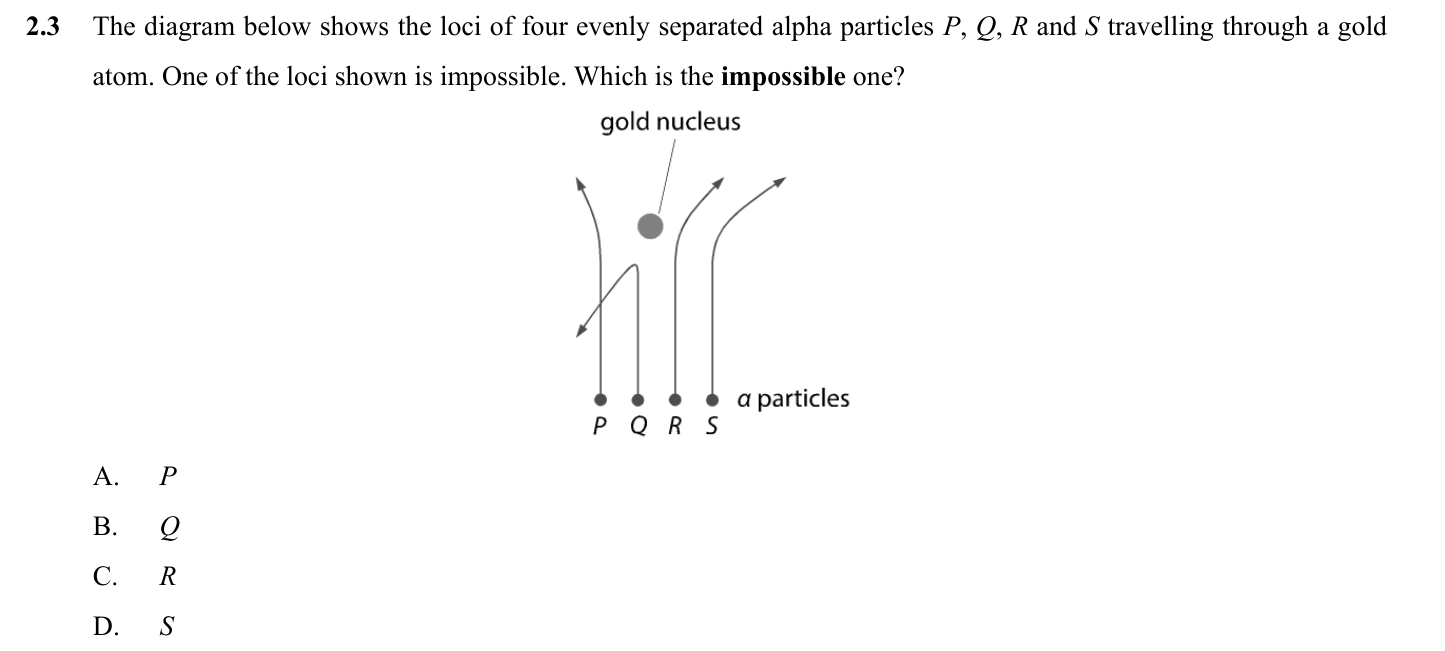 2.3 The diagram below shows the loci of four evenly separated alpha particles P, Q, R and S travelling through a gold
atom. One of the loci shown is impossible. Which is the impossible one?
gold nucleus
α particles
P Q R S
A. P
B. Q
C. R
D. S